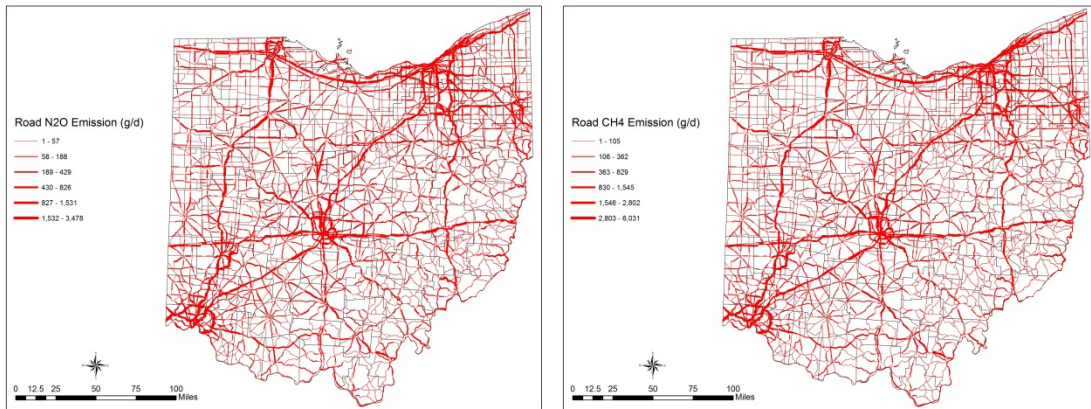 Road N2O Emission (g/d)
1 - 57
58 - 188
189 - 429
430 - 826
827 - 1,531
1,532 - 3,478
0 12.5 25 50 75 100
Miles
Road CH4 Emission (g/d)
1 - 105
106 - 362
363 - 829
830 - 1,545
1,546 - 2,802
2,803 - 6,031
0 12.5 25 50 75 100
Miles